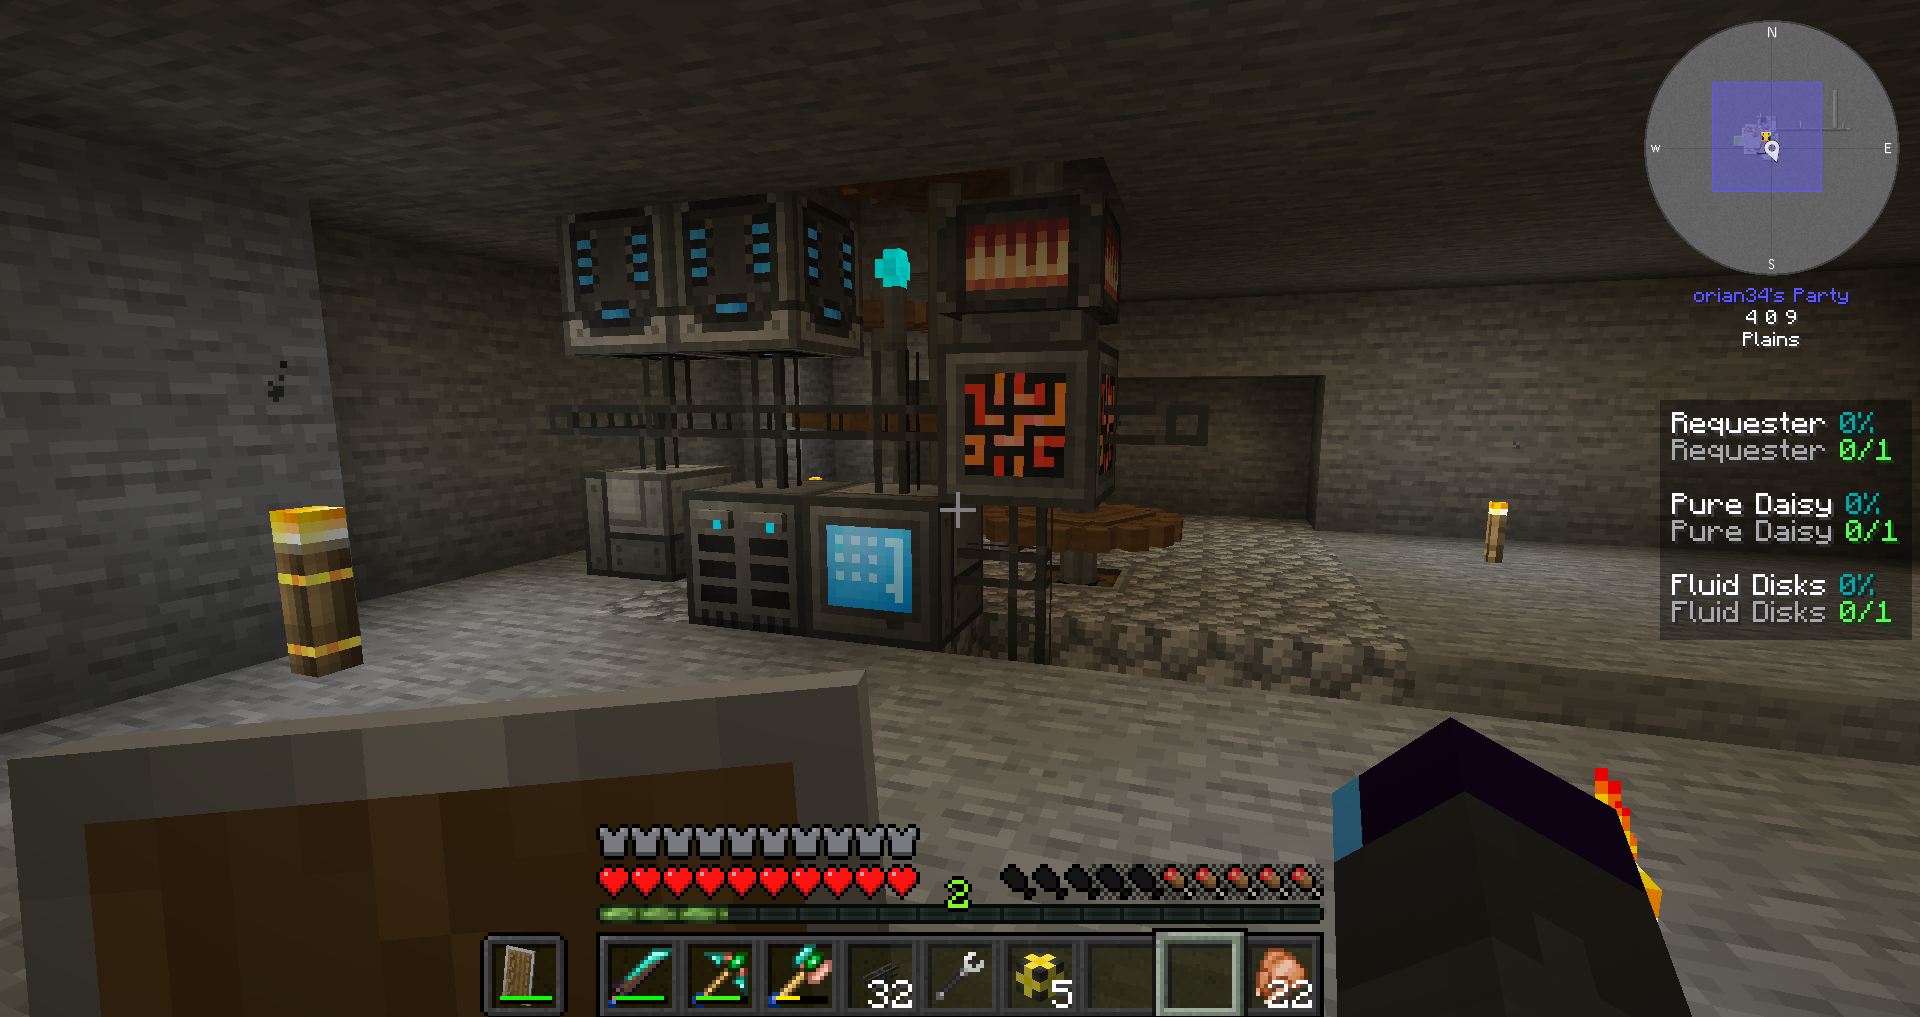 N
W
E
S
orian34's Party
4 0 9
Plains
Requester 0%
Requester 0/1
Pure Daisy 0%
Pure Daisy 0/1
Fluid Disks 0%
Fluid Disks 0/1
2
32
5
22